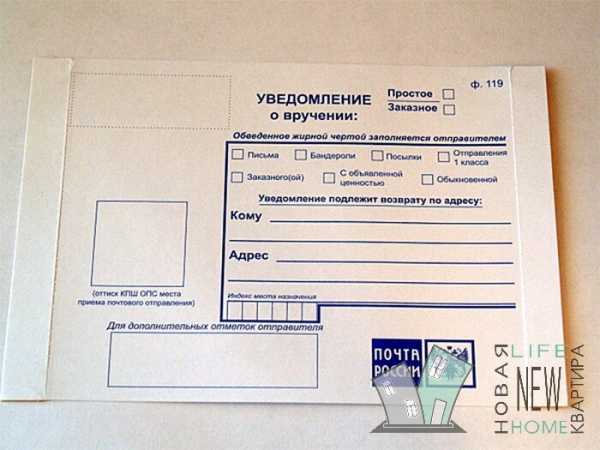 ф. 119
УВЕДОМЛЕНИЕ
о вручении:
Простое
Заказное
Обведенное жирной чертой заполняется отправителем
Письма Бандероли Посылки Отправления 1 класса
Заказного(ой) С объявленной ценностью Обыкновенной
Уведомление подлежит возврату по адресу:
Кому
Адрес
(оттиск КПШ ОПС места
приема почтового отправления)
Индекс места назначения
Для дополнительных отметок отправителя
ПОЧТА
РОССИИ
НОВАЯ
LIFE
NEW
HOME
КВАРТИРА